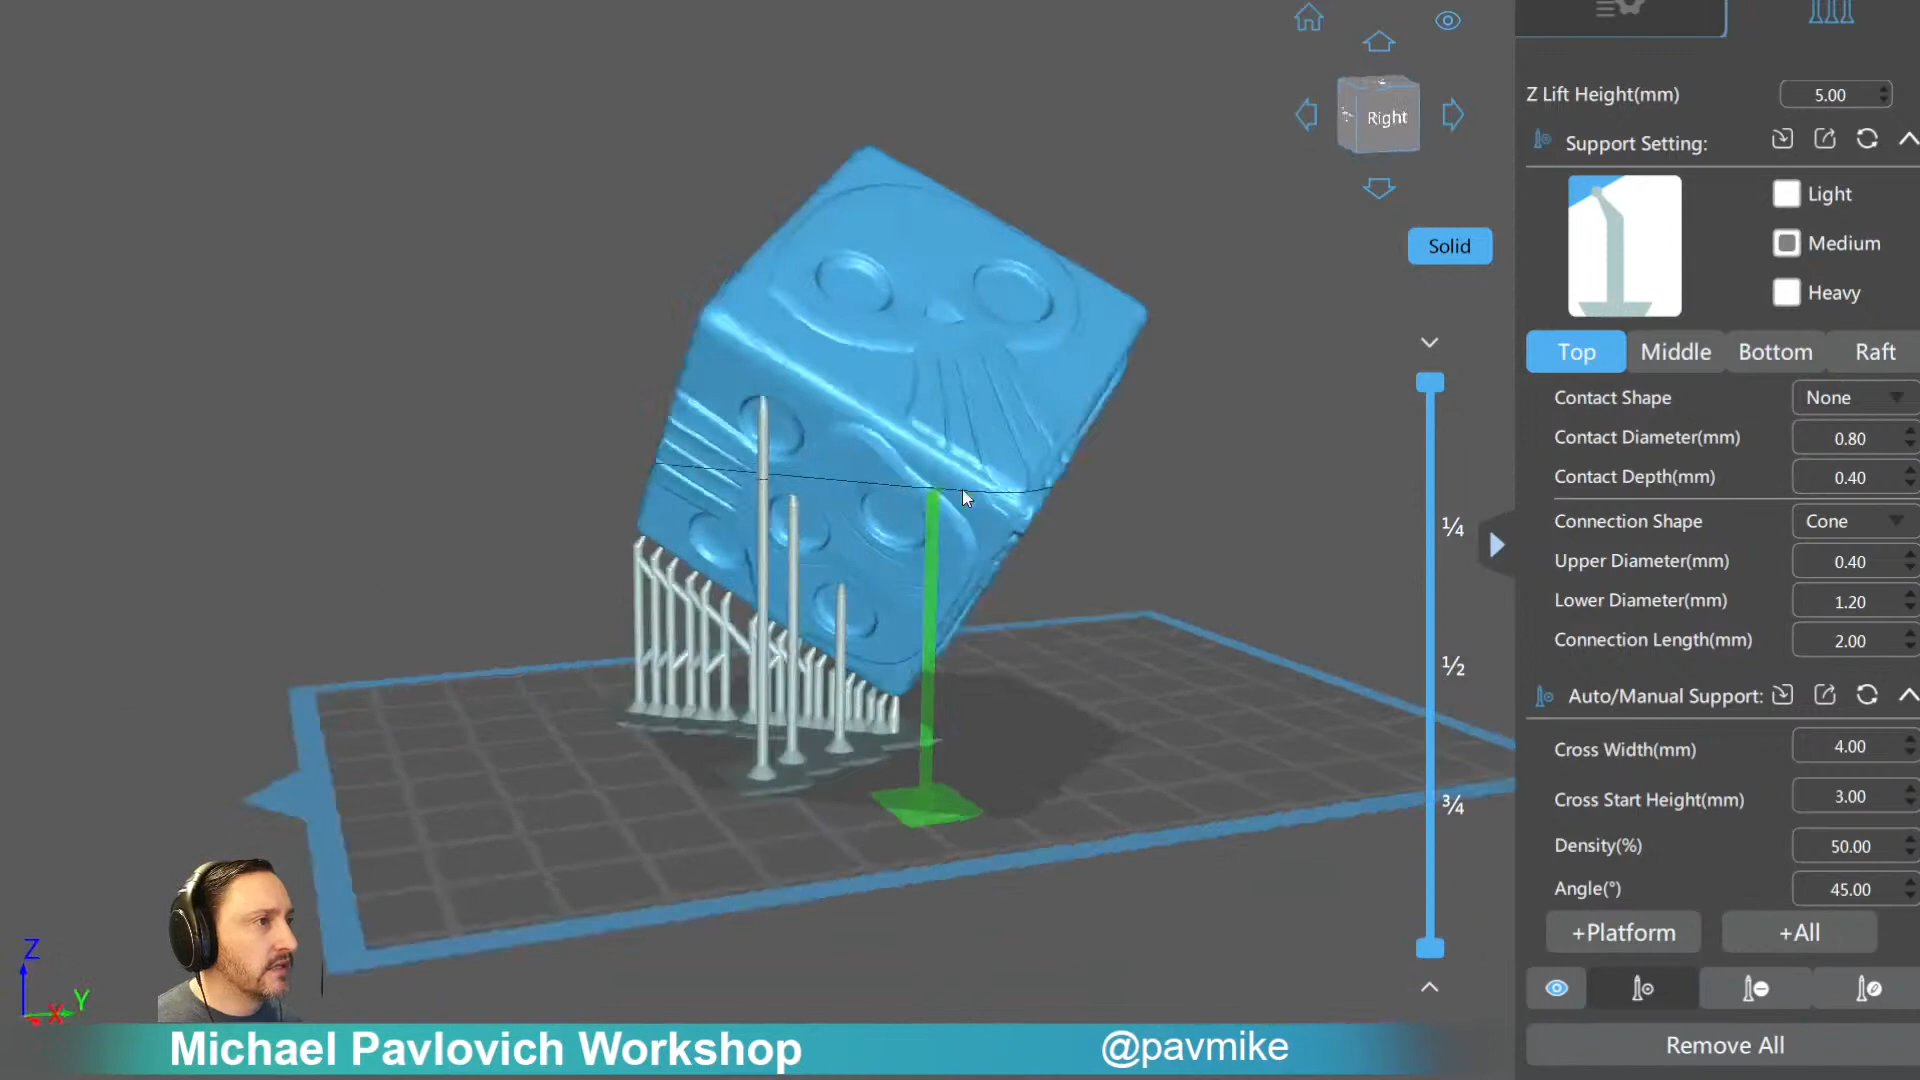 Z Lift Height(mm) 5.00
Right
Support Setting:
Light
Solid
Medium
Heavy
Top Middle Bottom Raft
Contact Shape None
Contact Diameter(mm) 0.80
Contact Depth(mm) 0.40
Connection Shape Cone
¼
Upper Diameter(mm) 0.40
Lower Diameter(mm) 1.20
Connection Length(mm) 2.00
½
Auto/Manual Support:
Cross Width(mm) 4.00
Cross Start Height(mm) 3.00
¾
Density(%) 50.00
Angle(°) 45.00
+Platform +All
Z
Y
X
Remove All
Michael Pavlovich Workshop @pavmike